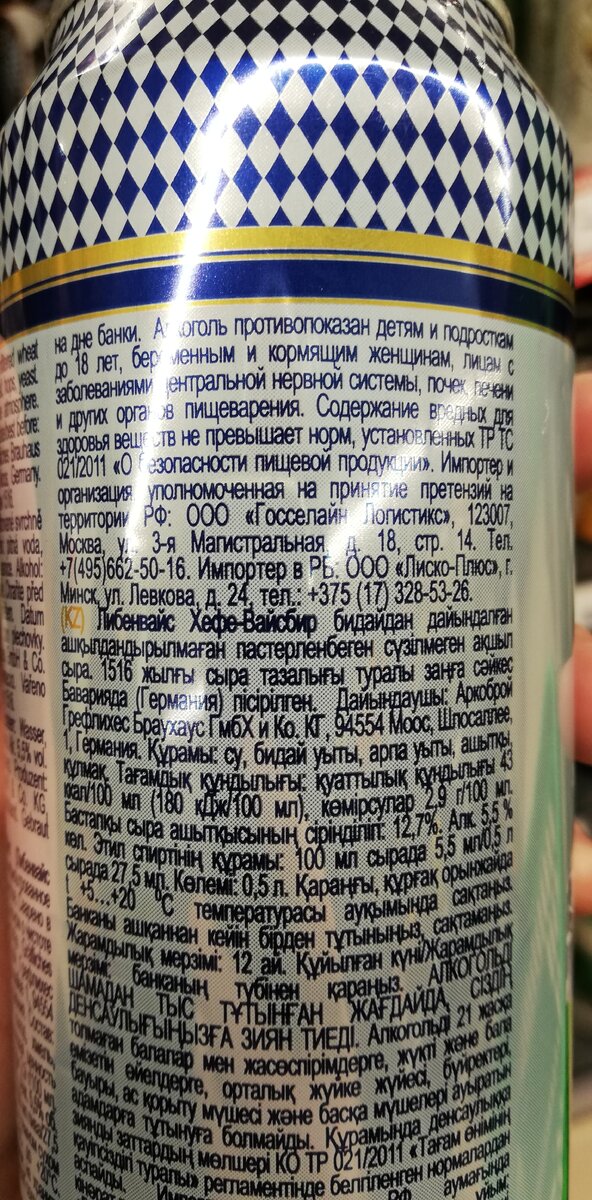 на дне банки. Алкоголь противопоказан детям и подросткам
до 18 лет, беременным и кормящим женщинам, лицам с
заболеваниями центральной нервной системы, почек, печени
и других органов пищеварения. Содержание вредных для
здоровья веществ не превышает норм, установленных ТР ТС
021/2011 «О безопасности пищевой продукции». Импортер и
организация уполномоченная на принятие претензий на
территории РФ: ООО «Госселайн Логистикс», 123007,
Москва, ул. 3-я Магистральная, д. 18, стр. 14. Тел.
+7(495)662-50-16. Импортер в РБ: ООО «Лиско-Плюс», г.
Минск, ул. Левкова, д. 24, тел.: +375 (17) 328-53-26.
(KZ) Либенвайс Хефе-Вайсбир бидайдан дайындалған
ашқылдандырылмаған пастерленбеген сүзілмеген ақшыл
сыра. 1516 жылғы сыра тазалығы туралы заңға сәйкес
Баварияда (Германия) пісірілген. Дайындаушы: Аркоброй
Грефлихес Браухаус ГмбХ и Ко. КГ, 94554 Моос, Шлосаллее,
1, Германия. Құрамы: су, бидай уыты, арпа уыты, ашытқы,
құлмақ. Тағамдық құндылығы: қуаттылық құндылығы 43
ккал/100 мл (180 кДж/100 мл), көмірсулар 2,9 г/100 мл.
Бастапқы сыра ашытқысының сіріңділігі: 12,7%. Алк. 5,5 %
көл. Этил спиртінің құрамы: 100 мл сырада 5,5 мл/0,5 л
сырада 27,5 мл. Көлемі: 0,5 л. Қараңғы, құрғақ орынжайда
t +5...+20 °C температурасы ауқымында сақтаңыз.
Банканы ашқаннан кейін бірден тұтыныңыз, сақтамаңыз.
Жарамдылық мерзімі: 12 ай. Құйылған күні/Жарамдылық
мерзімі: банканың түбінен қараңыз. АЛКОГОЛЬДІ
ШАМАДАН ТЫС ТҰТЫНҒАН ЖАҒДАЙДА, СІЗДІҢ
ДЕНСАУЛЫҒЫҢЫЗҒА ЗИЯН ТИЕДІ. Алкогольді 21 жасқа
толмаған балалар мен жасөспірімдерге, жүкті және бала
емізетін әйелдерге, орталық жүйке жүйесі, бүйректері,
бауыры, ас қорыту мүшесі және басқа мүшелері ауыратын
адамдарға тұтынуға болмайды. Құрамында денсаулыққа
зиянды заттардың мөлшері КО ТР 021/2011 «Тағам өнімінің
қауіпсіздігі туралы» регламентінде белгіленген нормалардан
аспайды. РФ аумағында